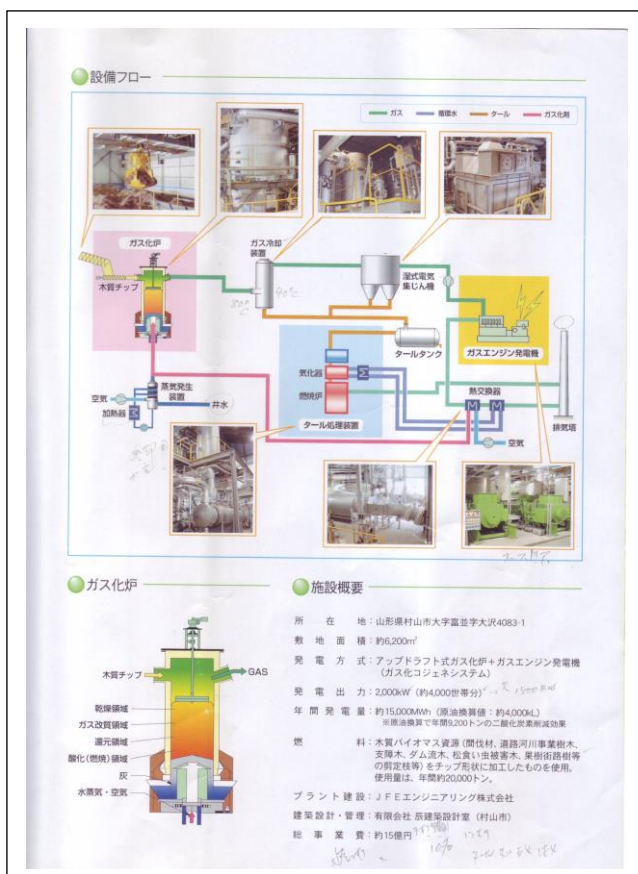 設備フロー
ガス
循環水
タール
ガス化剤
ガス化炉
木質チップ
ガス冷却
装置
湿式電気
集じん機
タールタンク
ガスエンジン発電機
800
℃
90℃
蒸気発生
装置
空気
加熱器
井水
気化器
燃焼炉
タール処理装置
熱交換器
空気
排気塔
ガス化炉
木質チップ
GAS
乾燥領域
ガス改質領域
還元領域
酸化(燃焼)領域
灰
水蒸気・空気
施設概要
所在地:山形県村山市大字富並字大沢4083-1
敷地面積:約6,200m²
発電方式:アップドラフト式ガス化炉+ガスエンジン発電機
(ガス化コジェネシステム)
発電出力:2,000kW(約4,000世帯分)
年間発電量:約15,000MWh(原油換算値:約4,000kL)
※原油換算で年間9,200トンの二酸化炭素削減効果
燃料:木質バイオマス資源(間伐材、道路河川事業樹木、
支障木、ダム流木、松食い虫被害木、果樹街路樹等
の剪定枝等)をチップ形状に加工したものを使用。
使用量は、年間約20,000トン。
プラント建設:JFEエンジニアリング株式会社
建築設計・管理:有限会社 辰建築設計室(村山市)
総事業費:約15億円
10%